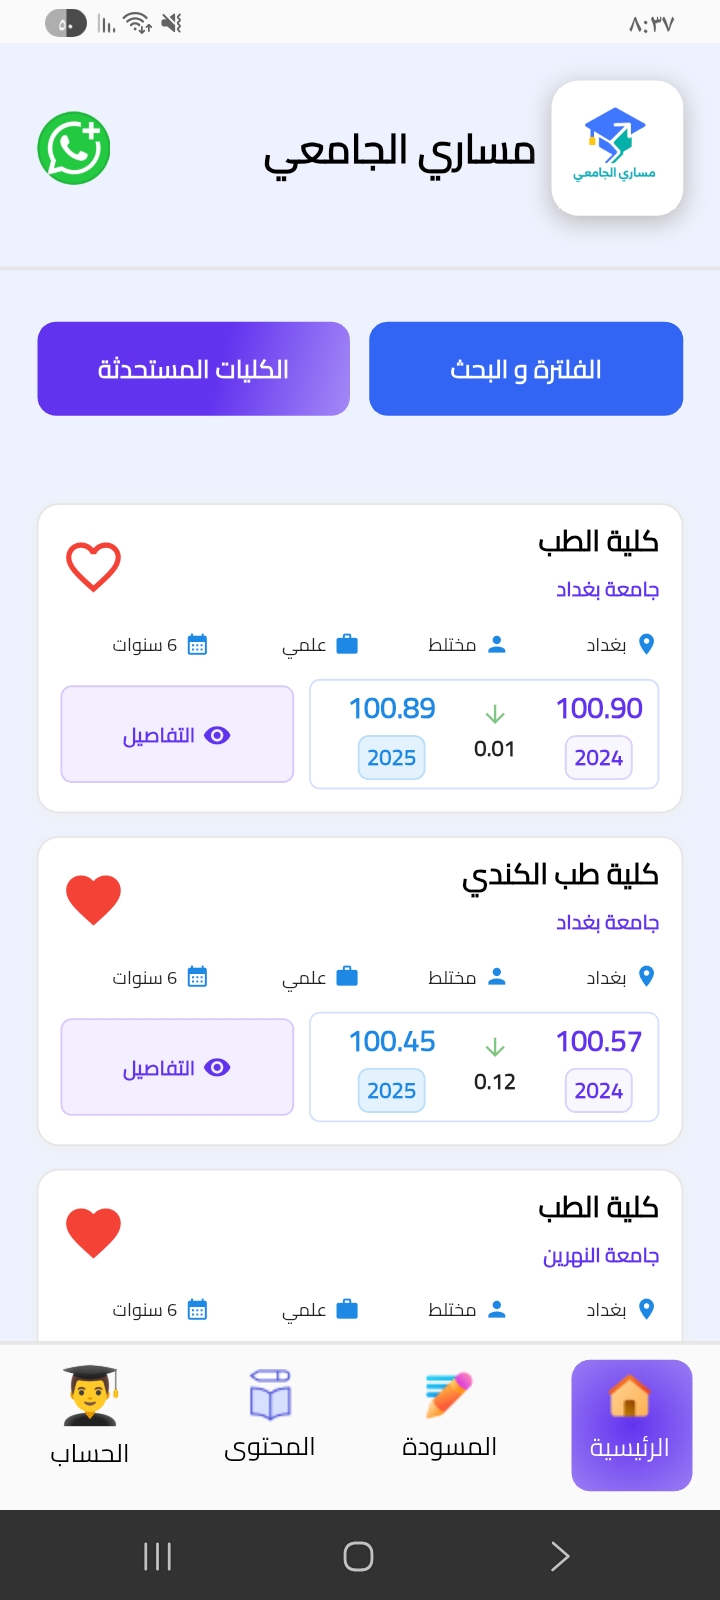 ٨:٣٧
٥٠
مساري الجامعي
مساري الجامعي
الفلترة و البحث
الكليات المستحدثة
كلية الطب
جامعة بغداد
بغداد مختلط علمي 6 سنوات
100.90 100.89
0.01
2024 2025
التفاصيل
كلية طب الكندي
جامعة بغداد
بغداد مختلط علمي 6 سنوات
100.57 100.45
0.12
2024 2025
التفاصيل
كلية الطب
جامعة النهرين
بغداد مختلط علمي 6 سنوات
الرئيسية المسودة المحتوى الحساب